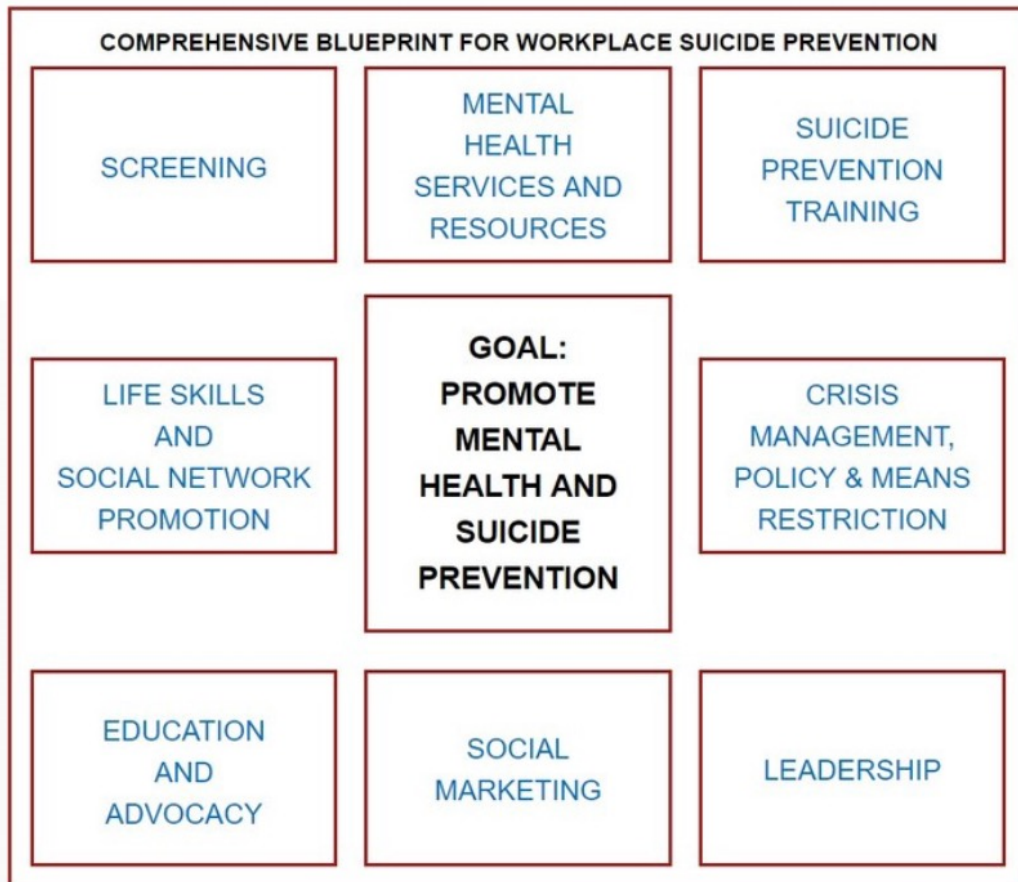 COMPREHENSIVE BLUEPRINT FOR WORKPLACE SUICIDE PREVENTION
SCREENING
MENTAL
HEALTH
SERVICES AND
RESOURCES
SUICIDE
PREVENTION
TRAINING
LIFE SKILLS
AND
SOCIAL NETWORK
PROMOTION
GOAL:
PROMOTE
MENTAL
HEALTH AND
SUICIDE
PREVENTION
CRISIS
MANAGEMENT,
POLICY & MEANS
RESTRICTION
EDUCATION
AND
ADVOCACY
SOCIAL
MARKETING
LEADERSHIP